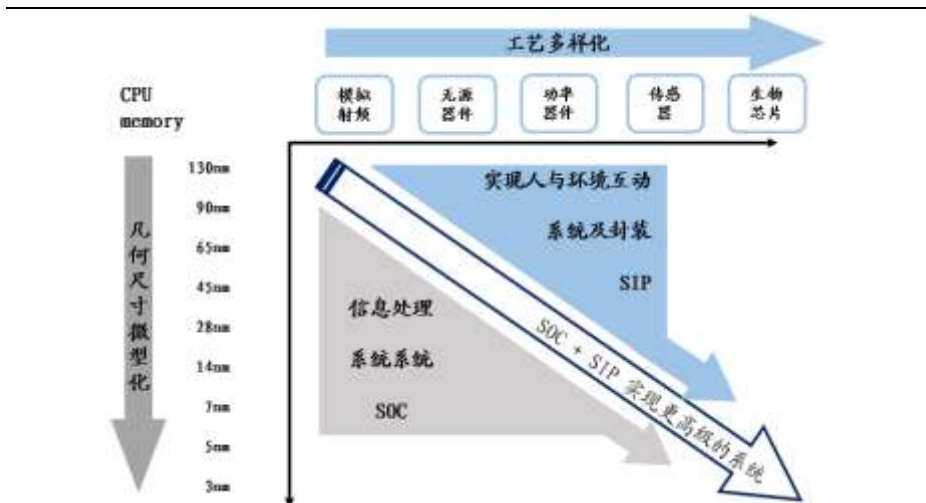 工艺多样化
CPU
memory
模拟
射频
无源
器件
功率
器件
传感
器
生物
芯片
几何尺寸微型化
130nm
90nm
65nm
45nm
28nm
14nm
7nm
5nm
3nm
实现人与环境互动
系统及封装
SIP
信息处理
系统系统
SOC
SOC + SIP 实现更高级的系统